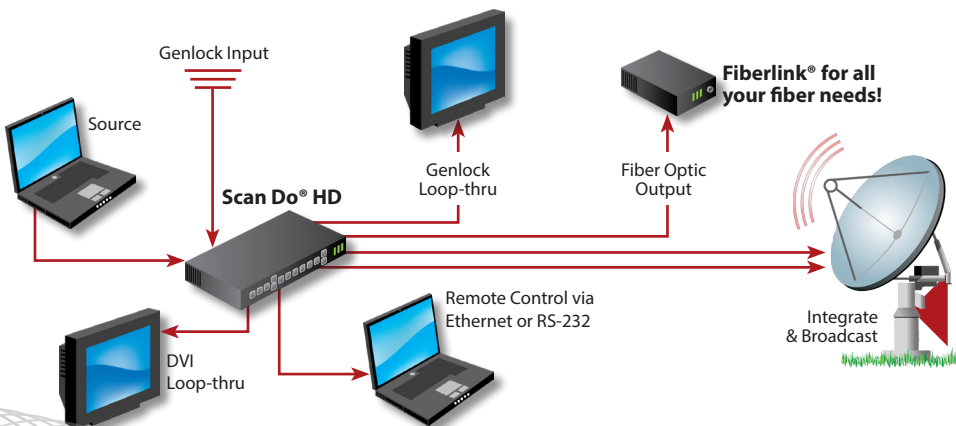 Genlock Input
Source
Scan Do® HD
Genlock
Loop-thru
Fiberlink® for all
your fiber needs!
Fiber Optic
Output
Integrate
& Broadcast
Remote Control via
Ethernet or RS-232
DVI
Loop-thru